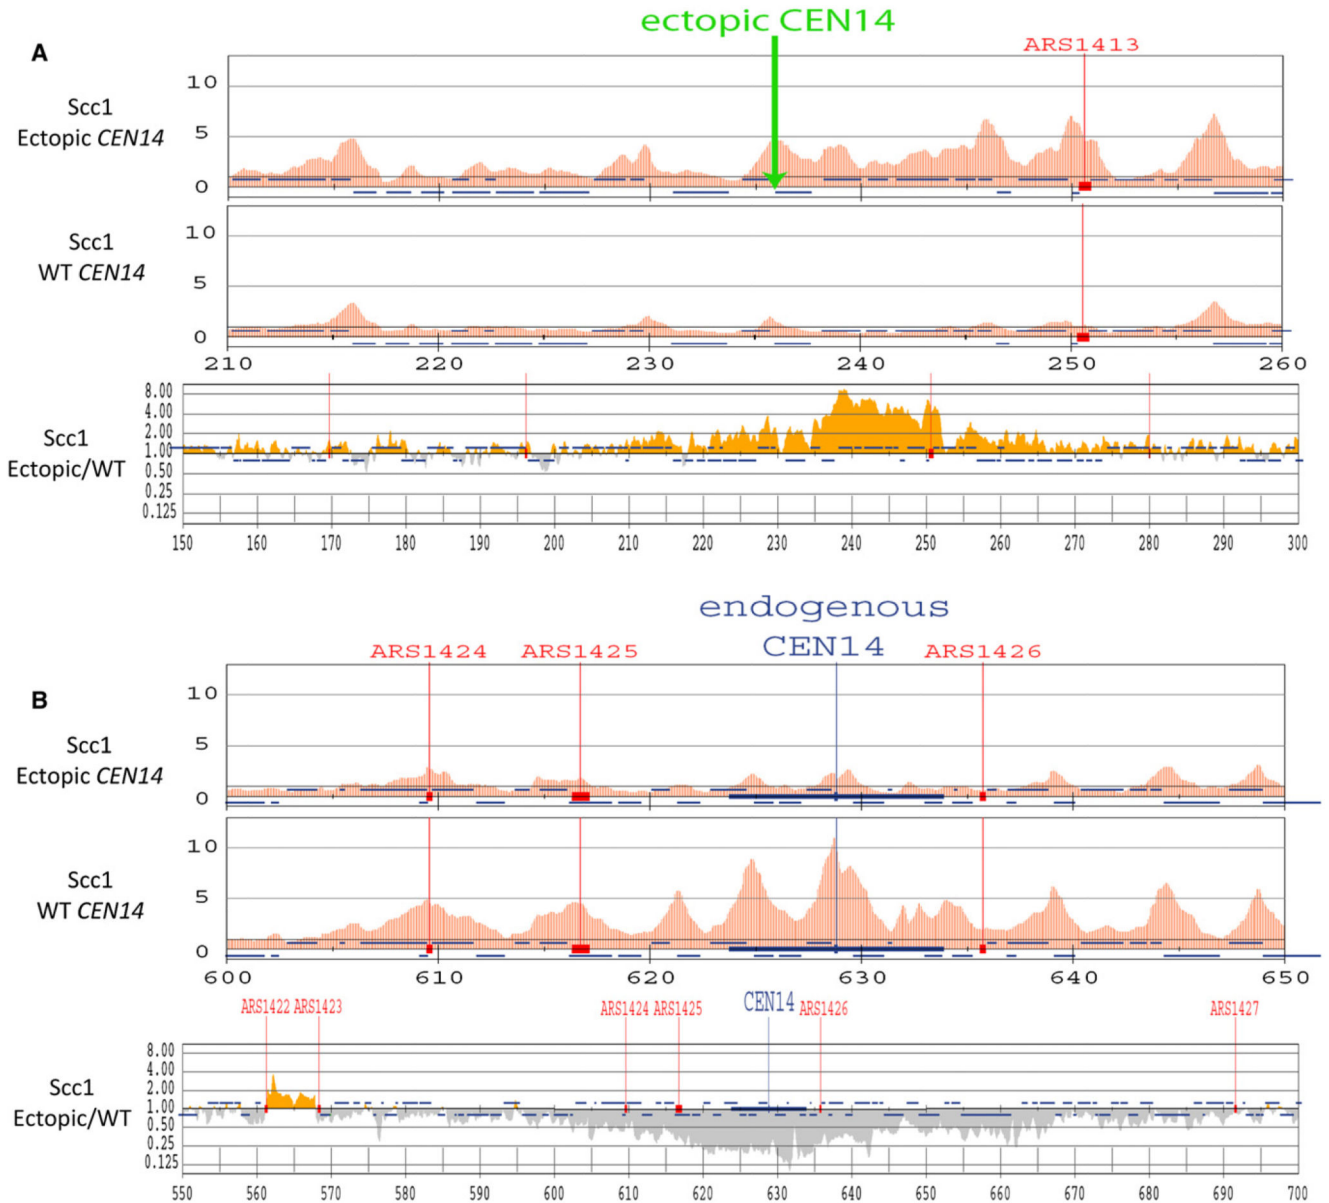 ectopic CEN14
A
ARS1413
Scc1
Ectopic CEN14
10
5
0
Scc1
WT CEN14
10
5
0
210 220 230 240 250 260
Scc1
Ectopic/WT
8.00
4.00
2.00
1.00
0.50
0.25
0.125
150 160 170 180 190 200 210 220 230 240 250 260 270 280 290 300
endogenous
CEN14
ARS1424 ARS1425 ARS1426
B
Scc1
Ectopic CEN14
10
5
0
Scc1
WT CEN14
10
5
0
600 610 620 630 640 650
ARS1422 ARS1423 ARS1424 ARS1425 CEN14 ARS1426 ARS1427
Scc1
Ectopic/WT
8.00
4.00
2.00
1.00
0.50
0.25
0.125
550 560 570 580 590 600 610 620 630 640 650 660 670 680 690 700